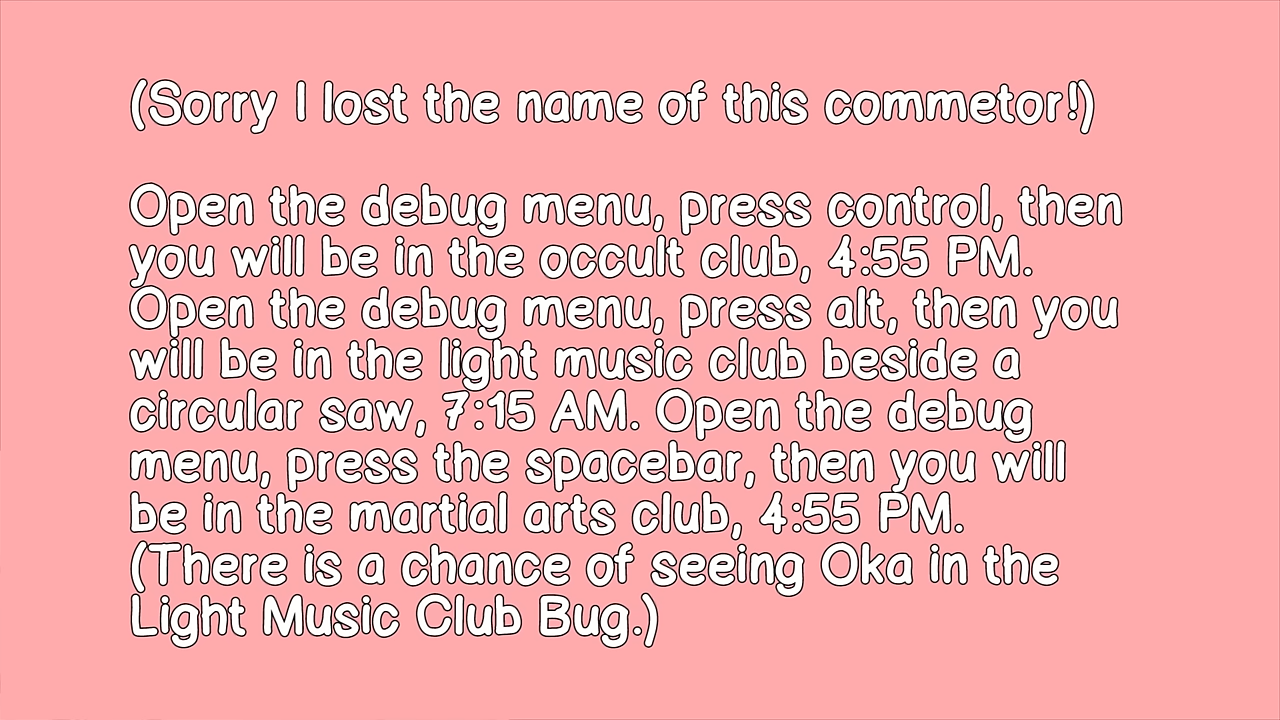 (Sorry I lost the name of this commetor!)
Open the debug menu, press control, then
you will be in the occult club, 4:55 PM.
Open the debug menu, press alt, then you
will be in the light music club beside a
circular saw, 7:15 AM. Open the debug
menu, press the spacebar, then you will
be in the martial arts club, 4:55 PM.
(There is a chance of seeing Oka in the
Light Music Club Bug.)